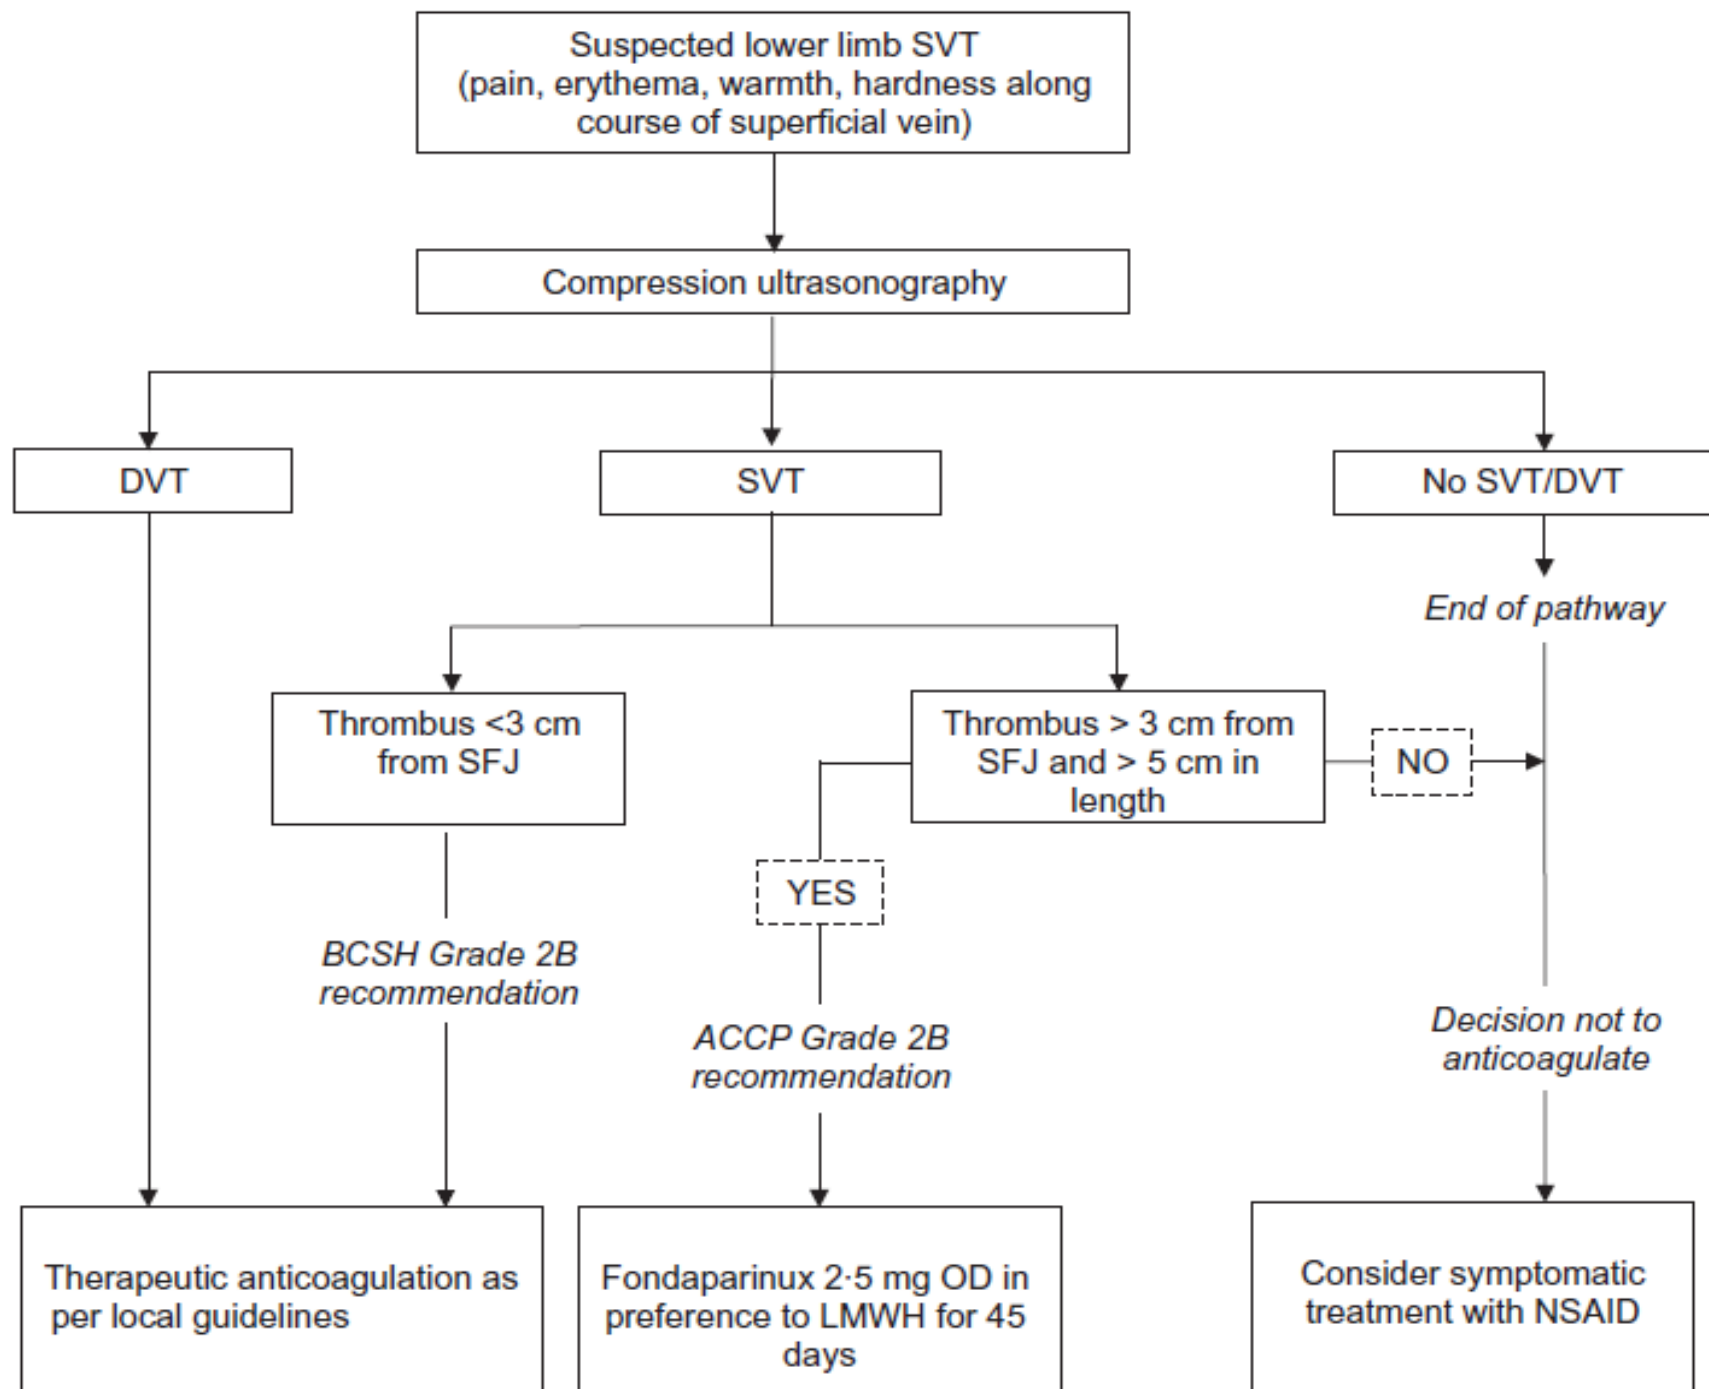 Suspected lower limb SVT
(pain, erythema, warmth, hardness along
course of superficial vein)
Compression ultrasonography
DVT
SVT
No SVT/DVT
End of pathway
Thrombus <3 cm
from SFJ
Thrombus > 3 cm from
SFJ and > 5 cm in
length
NO
YES
BCSH Grade 2B
recommendation
ACCP Grade 2B
recommendation
Decision not to
anticoagulate
Therapeutic anticoagulation as
per local guidelines
Fondaparinux 2·5 mg OD in
preference to LMWH for 45
days
Consider symptomatic
treatment with NSAID